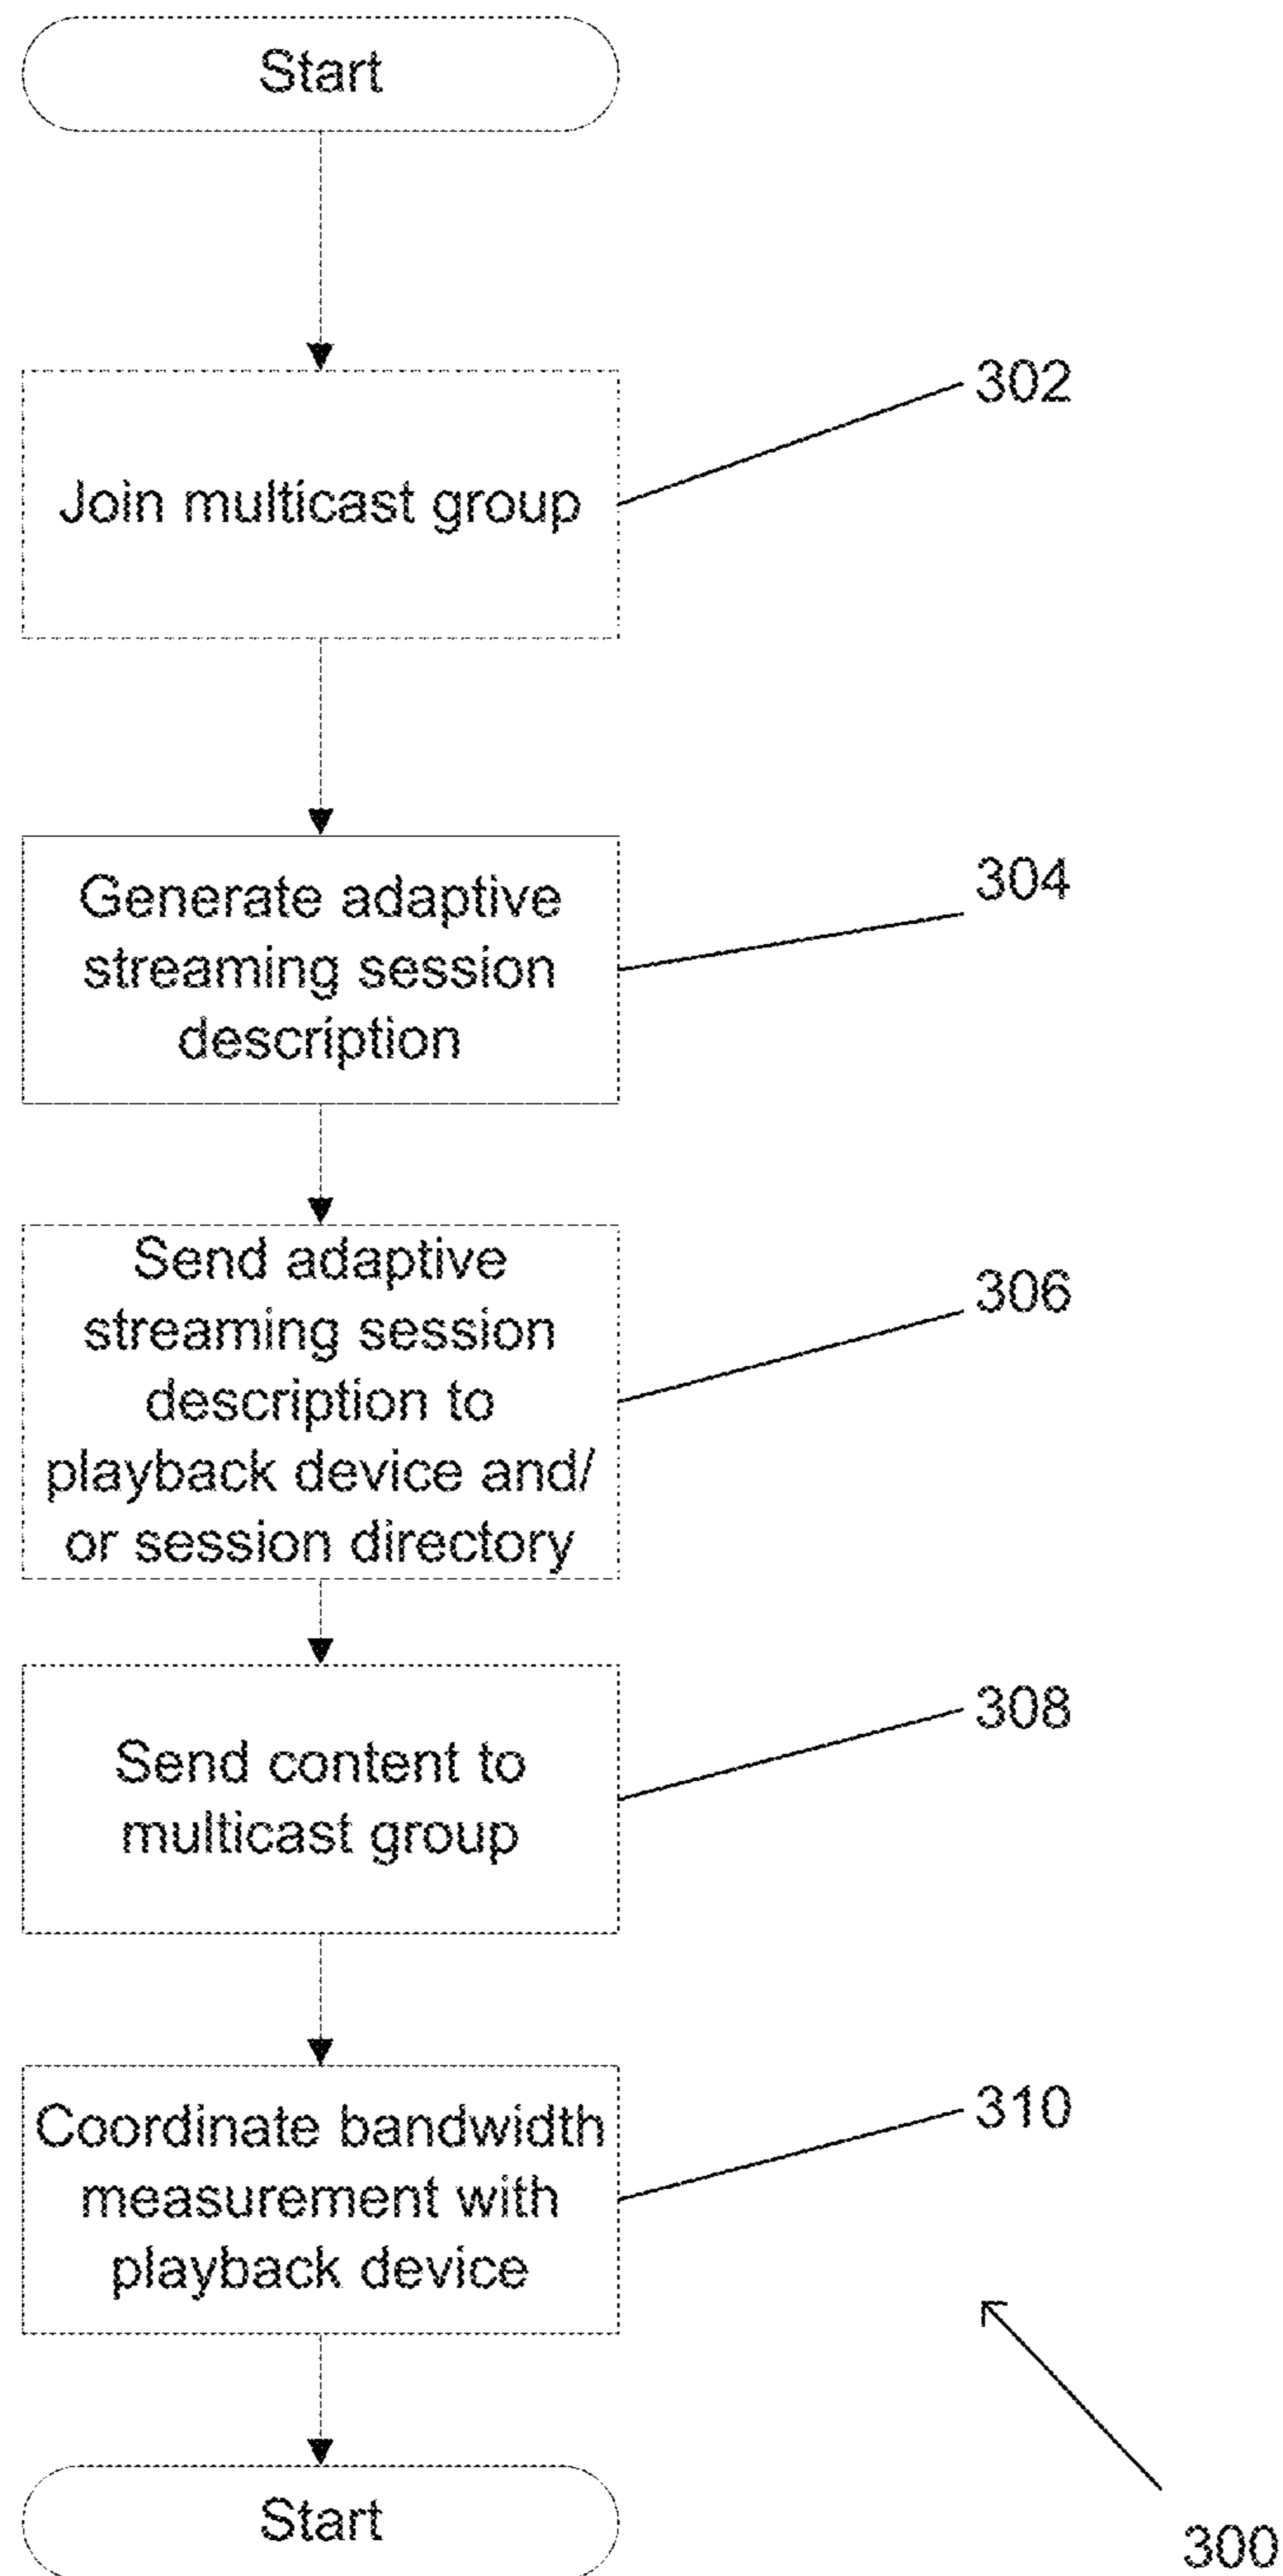 Start
302
Join multicast group
304
Generate adaptive
streaming session
description
306
Send adaptive
streaming session
description to
playback device and/
or session directory
308
Send content to
multicast group
310
Coordinate bandwidth
measurement with
playback device
Start
300